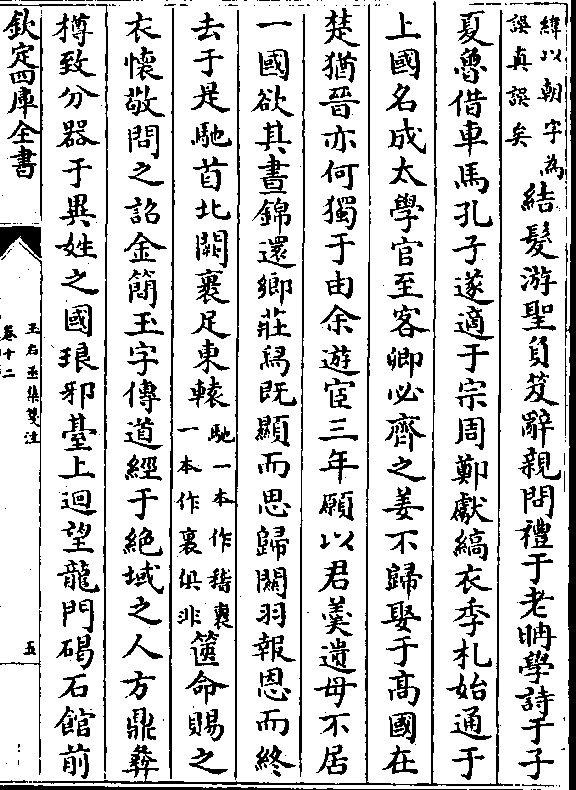 緯以朝字為
誤真誤矣
結髮游聖負笈辭親問禮于老聃學詩于子
夏魯借車馬孔子遂適于宗周鄭獻縞衣季札始通于
上國名成太學官至客卿必齊之姜不歸娶于髙國在
楚猶晉亦何獨于由余遊宦三年願以君羮遺母不居
一國欲其晝錦還鄉莊舄既顯而思歸闗羽報恩而終
去于是馳首北闕裹足東轅
馳一本作稽裹
一本作裏俱非
篋命賜之
衣懷敬問之詔金簡玉字傳道經于絶域之人方鼎彝
樽致分器于異姓之國琅邪臺上迴望龍門碣石館前
欽定四庫全書
王右丞集箋注
卷十二
五